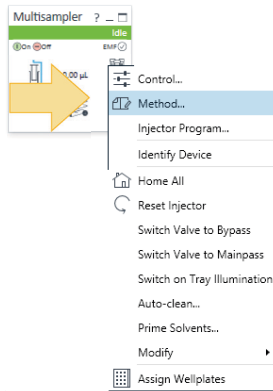 Multisampler ?
Idle
On Off EMF
0,00 µL
Control...
Method...
Injector Program...
Identify Device
Home All
Reset Injector
Switch Valve to Bypass
Switch Valve to Mainpass
Switch on Tray Illumination
Auto-clean...
Prime Solvents...
Modify
Assign Wellplates